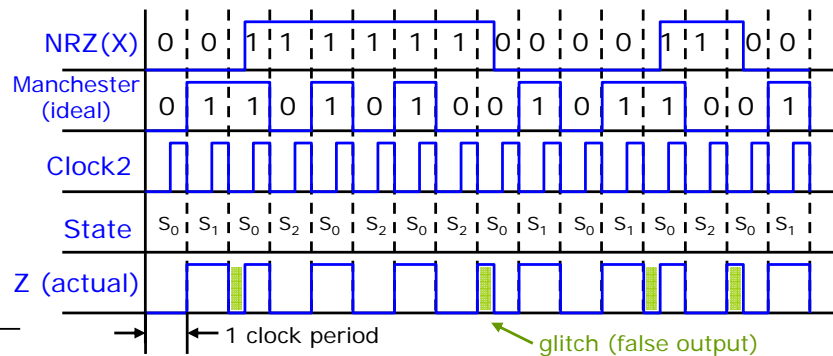 NRZ(X) 0 0 1 1 1 1 1 1 0 0 0 0 1 1 0 0
Manchester
(ideal) 0 1 1 0 1 0 1 0 0 1 0 1 1 0 0 1
Clock2
State S₀ S₁ S₀ S₂ S₀ S₂ S₀ S₂ S₀ S₁ S₀ S₁ S₀ S₂ S₀ S₁
Z (actual)
1 clock period
glitch (false output)